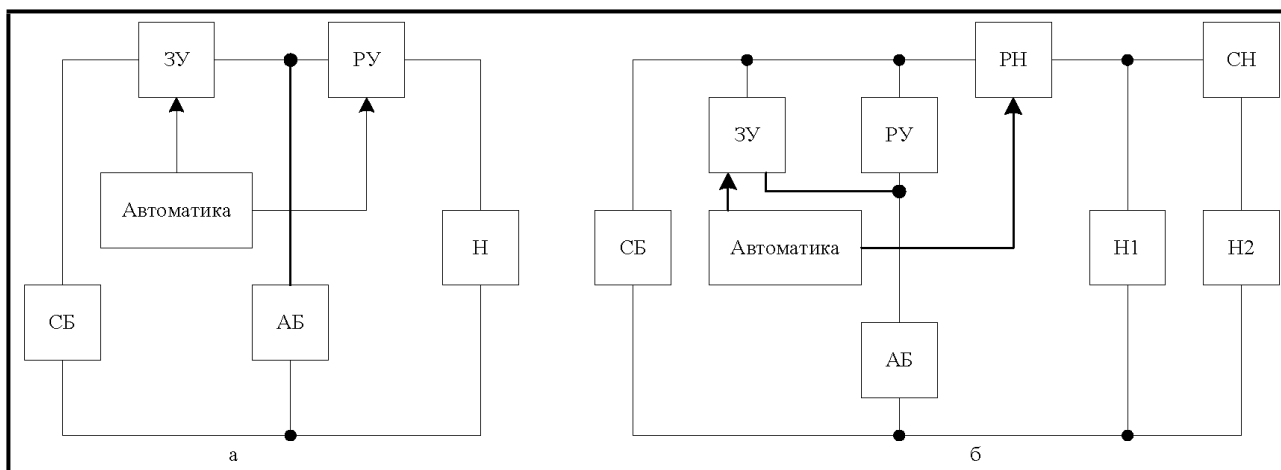 ЗУ
РУ
Автоматика
Н
СБ
АБ
а
РН
СН
ЗУ
РУ
СБ
Автоматика
Н1
Н2
АБ
б